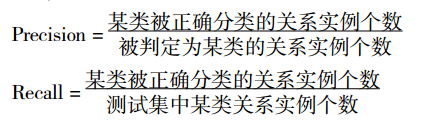 Precision = 某类被正确分类的关系实例个数
被判定为某类的关系实例个数
Recall = 某类被正确分类的关系实例个数
测试集中某类关系实例个数